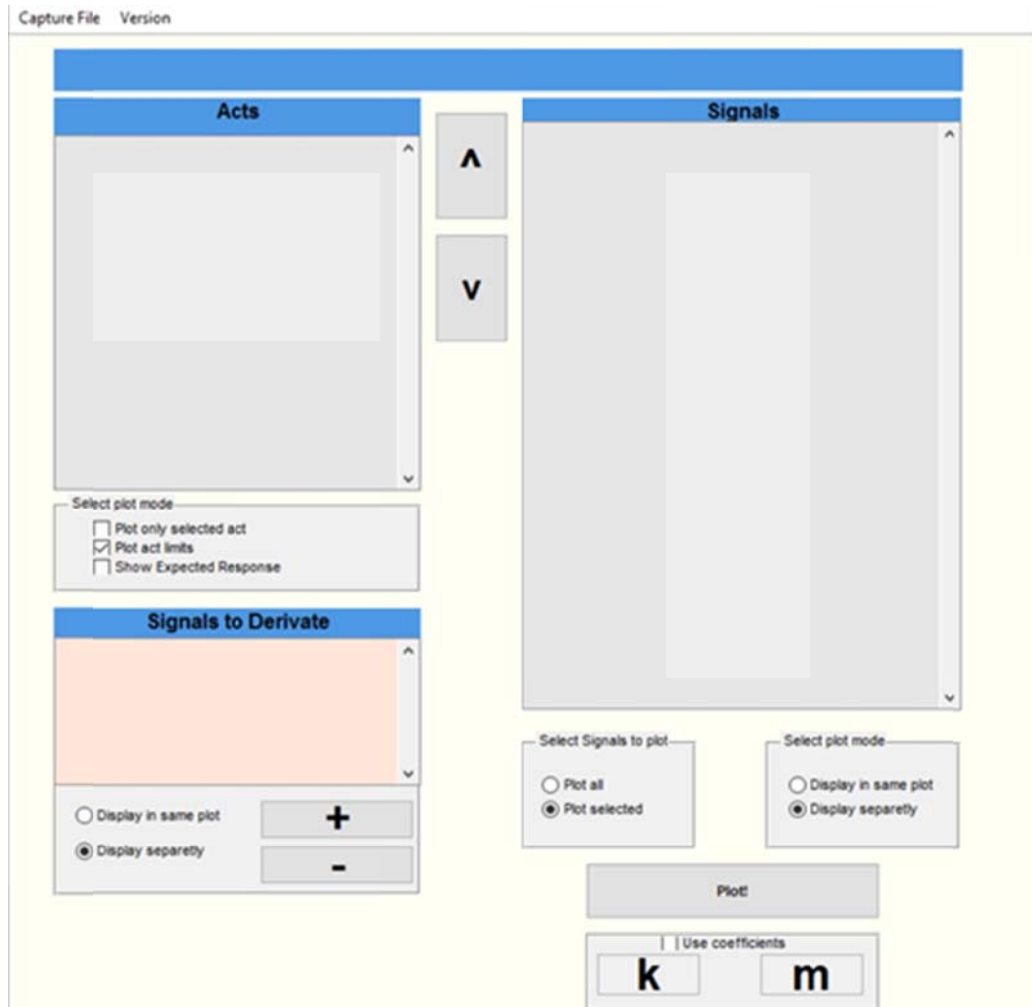 Capture File Version
Acts
Signals
ʌ
v
Select plot mode
Plot only selected act
Plot act limits
Show Expected Response
Signals to Derivate
Display in same plot
Display separetly
+
-
Select Signals to plot
Plot all
Plot selected
Select plot mode
Display in same plot
Display separetly
Plot!
Use coefficients
k m